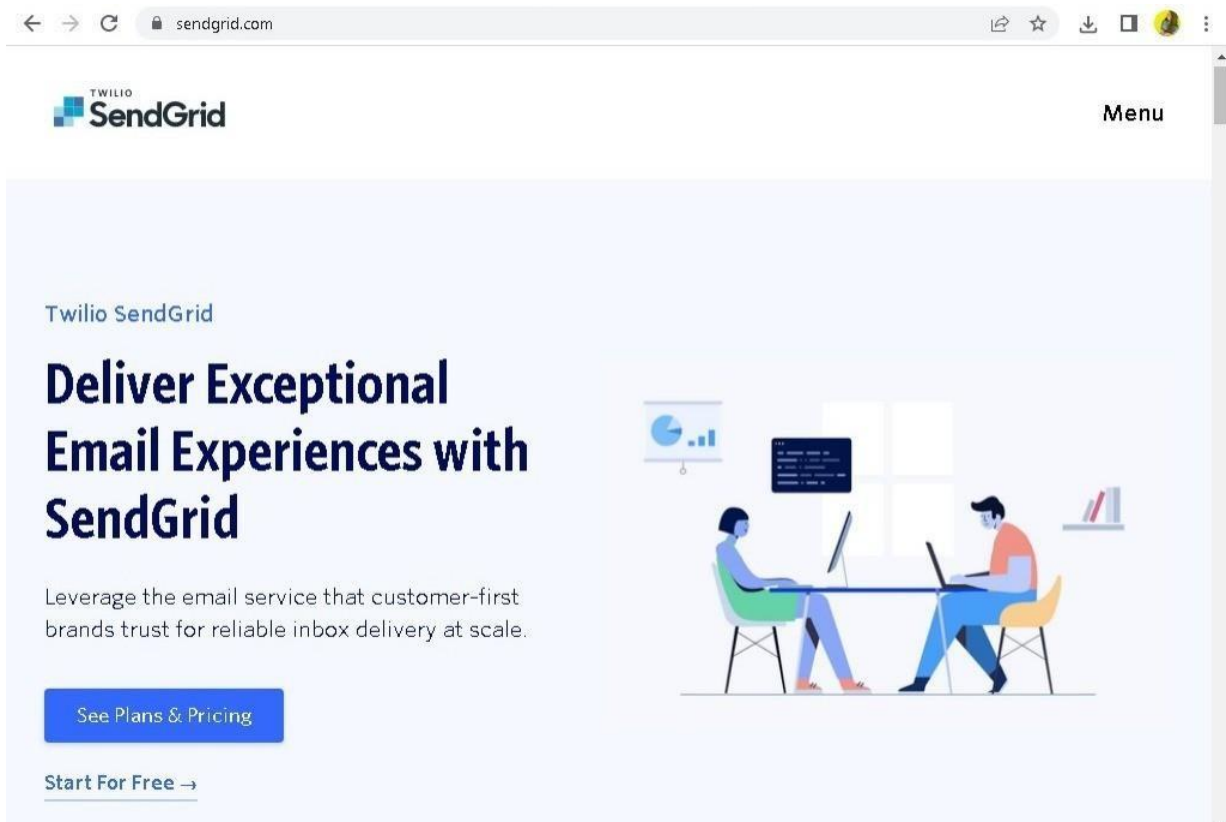 sendgrid.com
TWILIO
SendGrid
Menu
Twilio SendGrid
Deliver Exceptional
Email Experiences with
SendGrid
Leverage the email service that customer-first
brands trust for reliable inbox delivery at scale.
See Plans & Pricing
Start For Free →